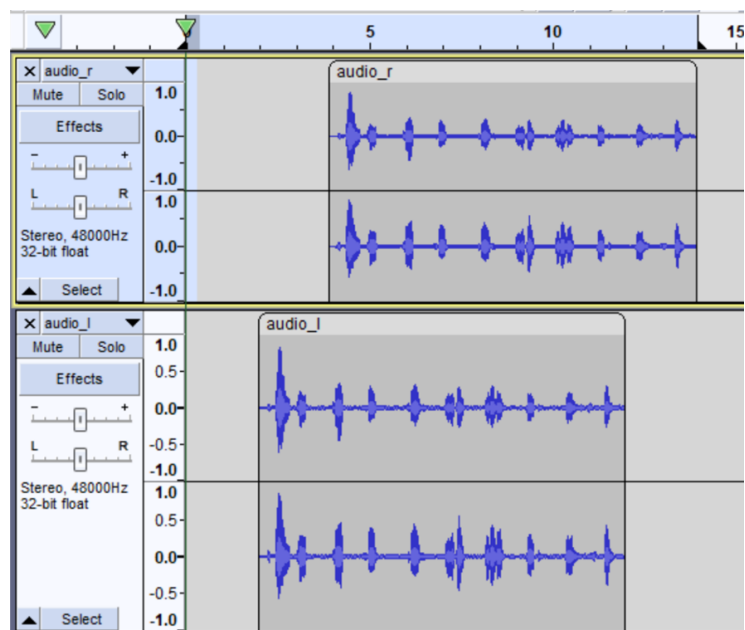 5 10 15
audio_r
Mute Solo
Effects
- +
L R
Stereo, 48000Hz
32-bit float
Select
1.0
0.0-
-1.0
1.0
0.0-
-1.0
audio_r
audio_l
Mute Solo
Effects
- +
L R
Stereo, 48000Hz
32-bit float
Select
1.0
0.5-
0.0-
-0.5-
-1.0
1.0
0.5-
0.0-
-0.5-
-1.0
audio_l